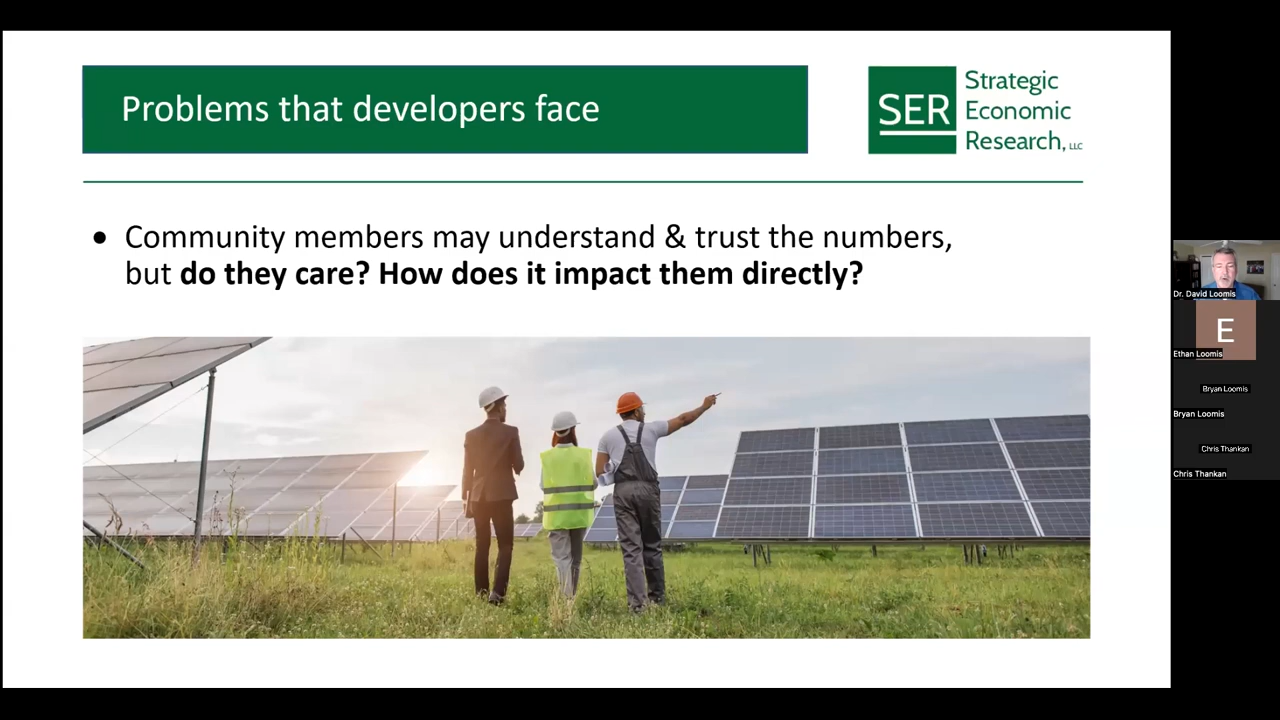 Problems that developers face
SER
Strategic
Economic
Research, LLC
• Community members may understand & trust the numbers,
but do they care? How does it impact them directly?
Dr. David Loomis
E
Ethan Loomis
Bryan Loomis
Bryan Loomis
Chris Thankan
Chris Thankan